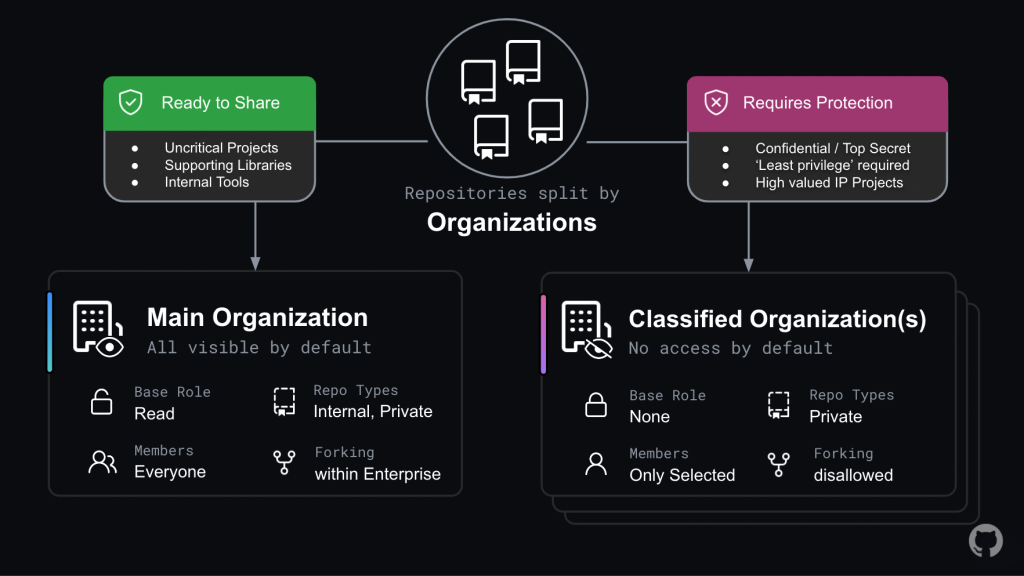 Ready to Share
• Uncritical Projects
• Supporting Libraries
• Internal Tools
Repositories split by
Organizations
Requires Protection
• Confidential / Top Secret
• ‘Least privilege’ required
• High valued IP Projects
Main Organization
All visible by default
Base Role
Read
Repo Types
Internal, Private
Members
Everyone
Forking
within Enterprise
Classified Organization(s)
No access by default
Base Role
None
Repo Types
Private
Members
Only Selected
Forking
disallowed